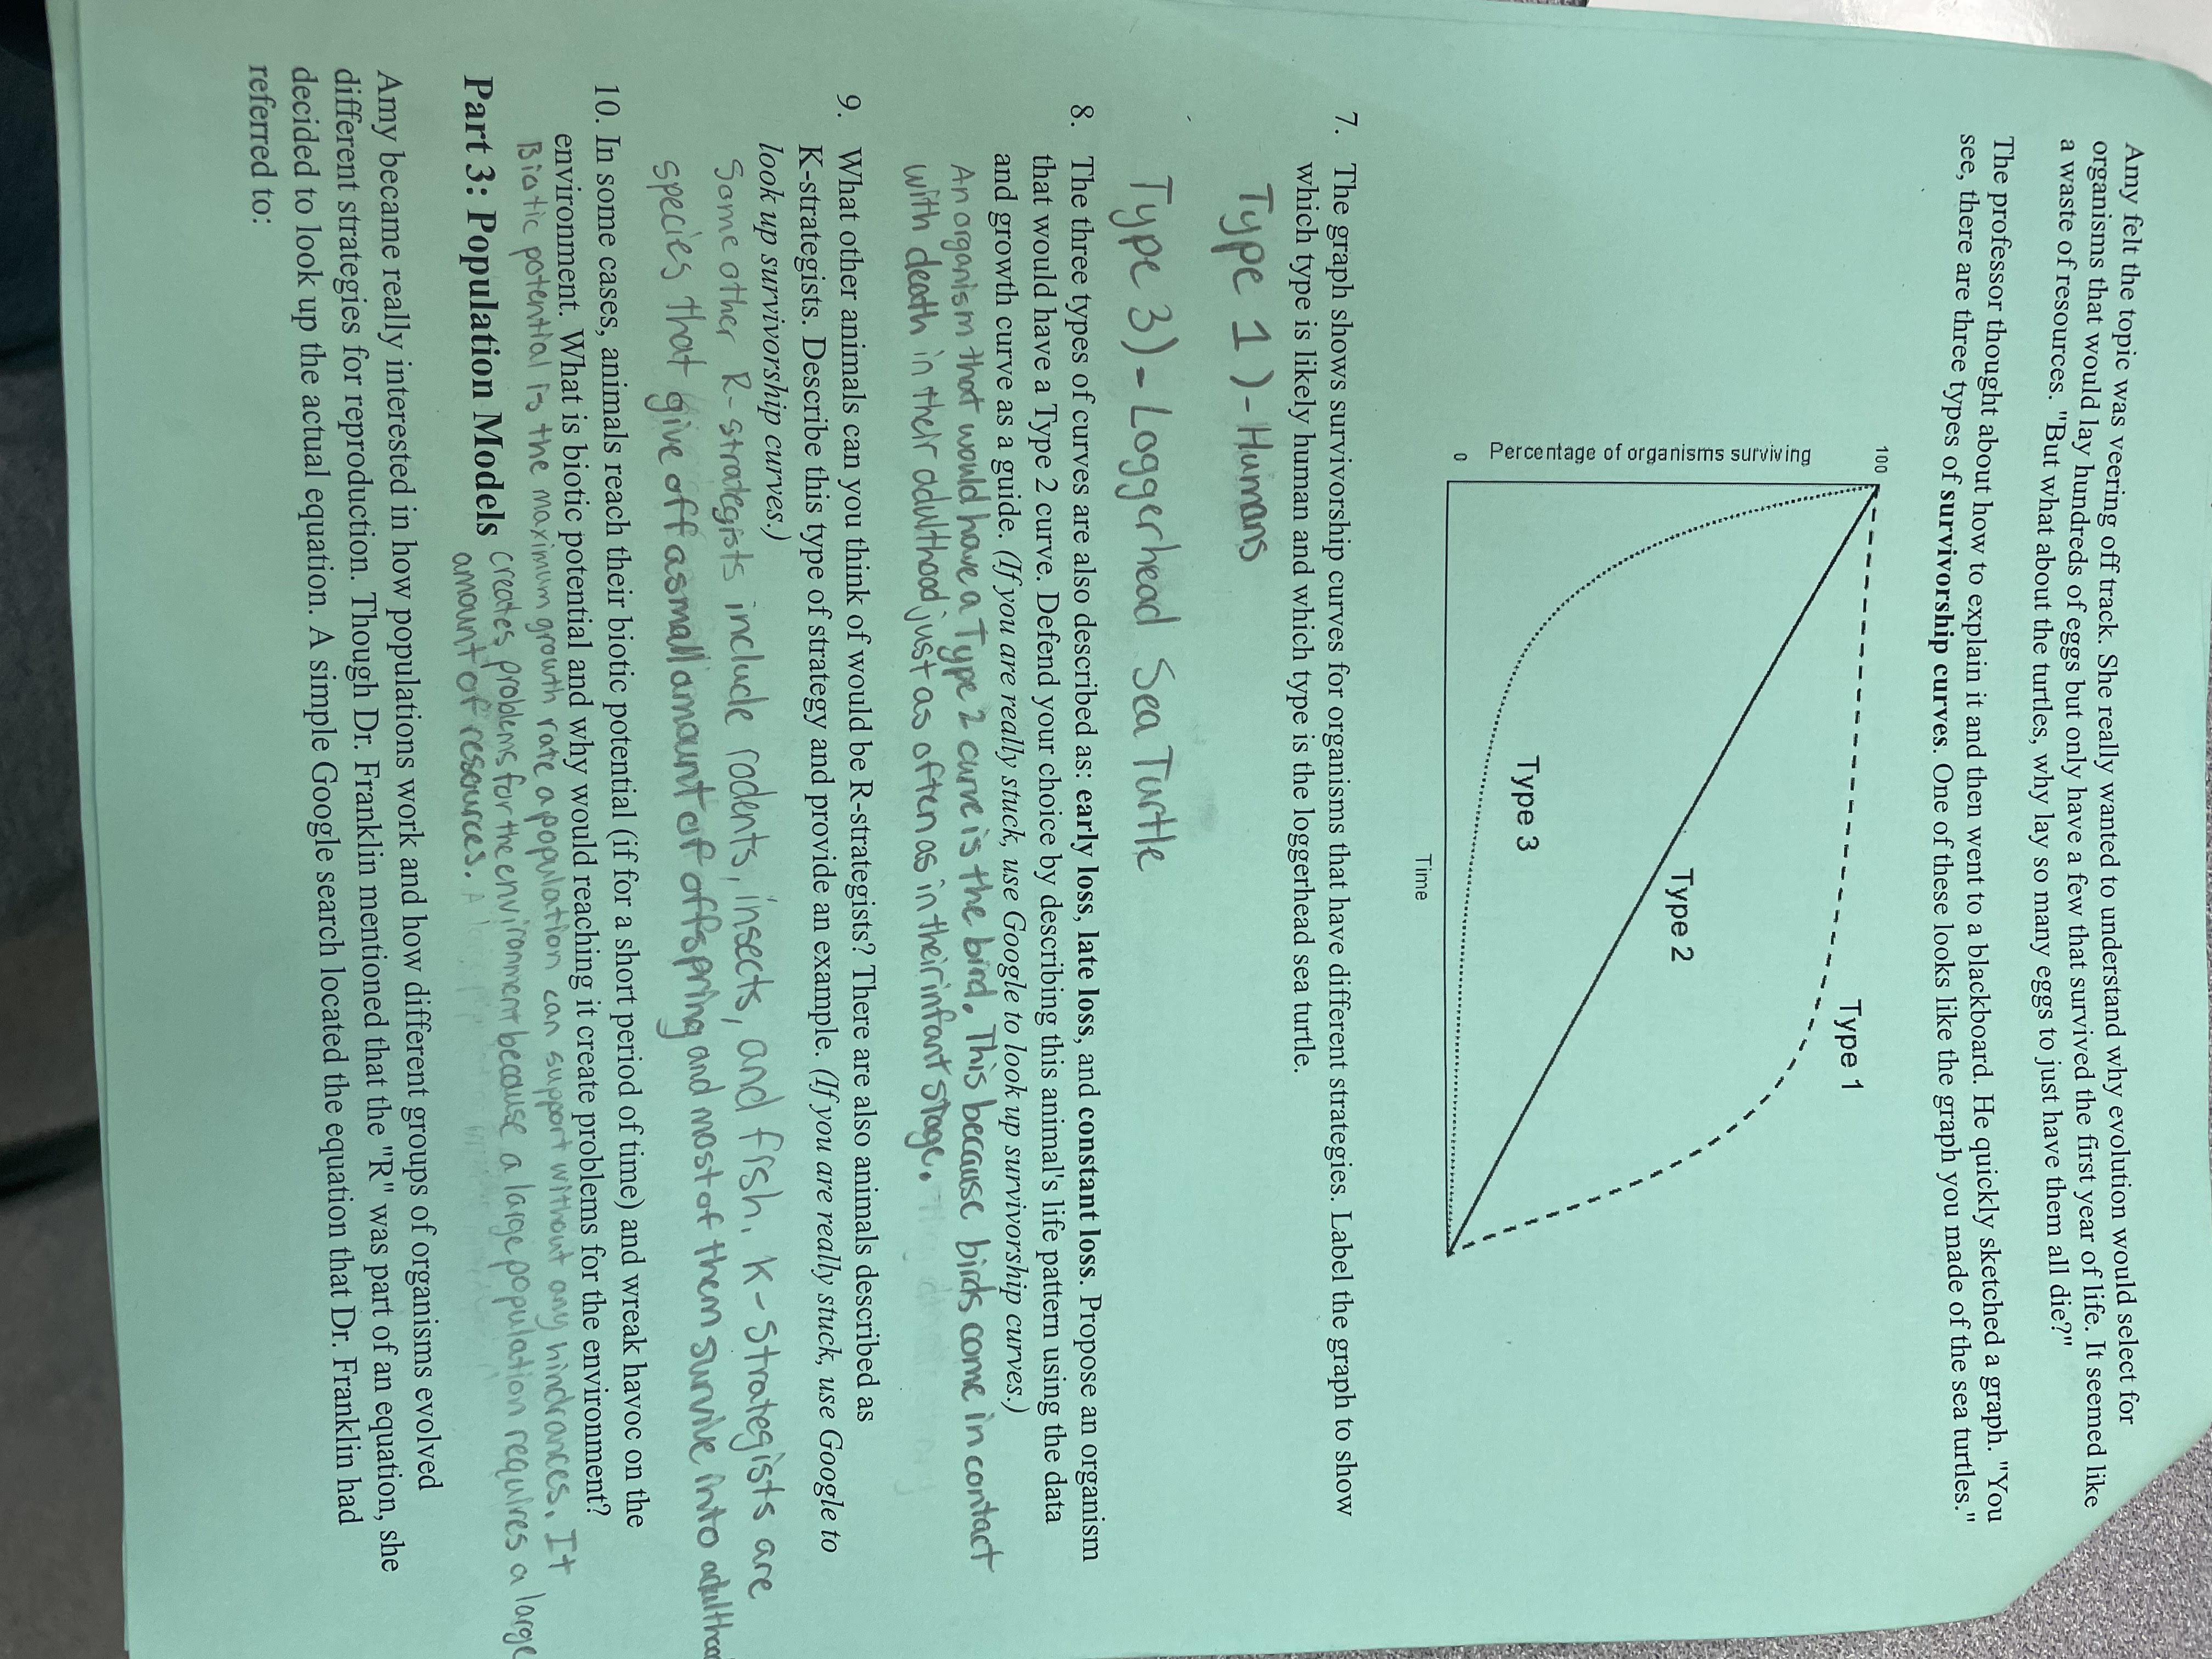 Amy felt the topic was veering off track. She really wanted to understand why evolution would select for
organisms that would lay hundreds of eggs but only have a few that survived the first year of life. It seemed like
a waste of resources. "But what about the turtles, why lay so many eggs to just have them all die?"
The professor thought about how to explain it and then went to a blackboard. He quickly sketched a graph. "You
see, there are three types of survivorship curves. One of these looks like the graph you made of the sea turtles."
100
Percentage of organisms surviving
0
Type 1
Type 2
Type 3
Time
7. The graph shows survivorship curves for organisms that have different strategies. Label the graph to show
which type is likely human and which type is the loggerhead sea turtle.
Type 1) - Humans
Type 3) - Loggerhead Sea Turtle
8. The three types of curves are also described as: early loss, late loss, and constant loss. Propose an organism
that would have a Type 2 curve. Defend your choice by describing this animal's life pattern using the data
and growth curve as a guide. (If you are really stuck, use Google to look up survivorship curves.)
An organism that would have a Type 2 curve is the bird. This because birds come in contact
with death in their adulthood just as often as in their infant stage.
9. What other animals can you think of would be R-strategists? There are also animals described as
K-strategists. Describe this type of strategy and provide an example. (If you are really stuck, use Google to
look up survivorship curves.)
Some other R-strategists include rodents, insects, and fish. K-strategists are
species that give off a small amount of offspring and most of them survive into adulthoo
10. In some cases, animals reach their biotic potential (if for a short period of time) and wreak havoc on the
environment. What is biotic potential and why would reaching it create problems for the environment?
Biotic potential is the maximum growth rate a population can support without any hindrances. It
creates problems for the environment because a large population requires a large
amount of resources.
Part 3: Population Models
Amy became really interested in how populations work and how different groups of organisms evolved
different strategies for reproduction. Though Dr. Franklin mentioned that the "R" was part of an equation, she
decided to look up the actual equation. A simple Google search located the equation that Dr. Franklin had
referred to: